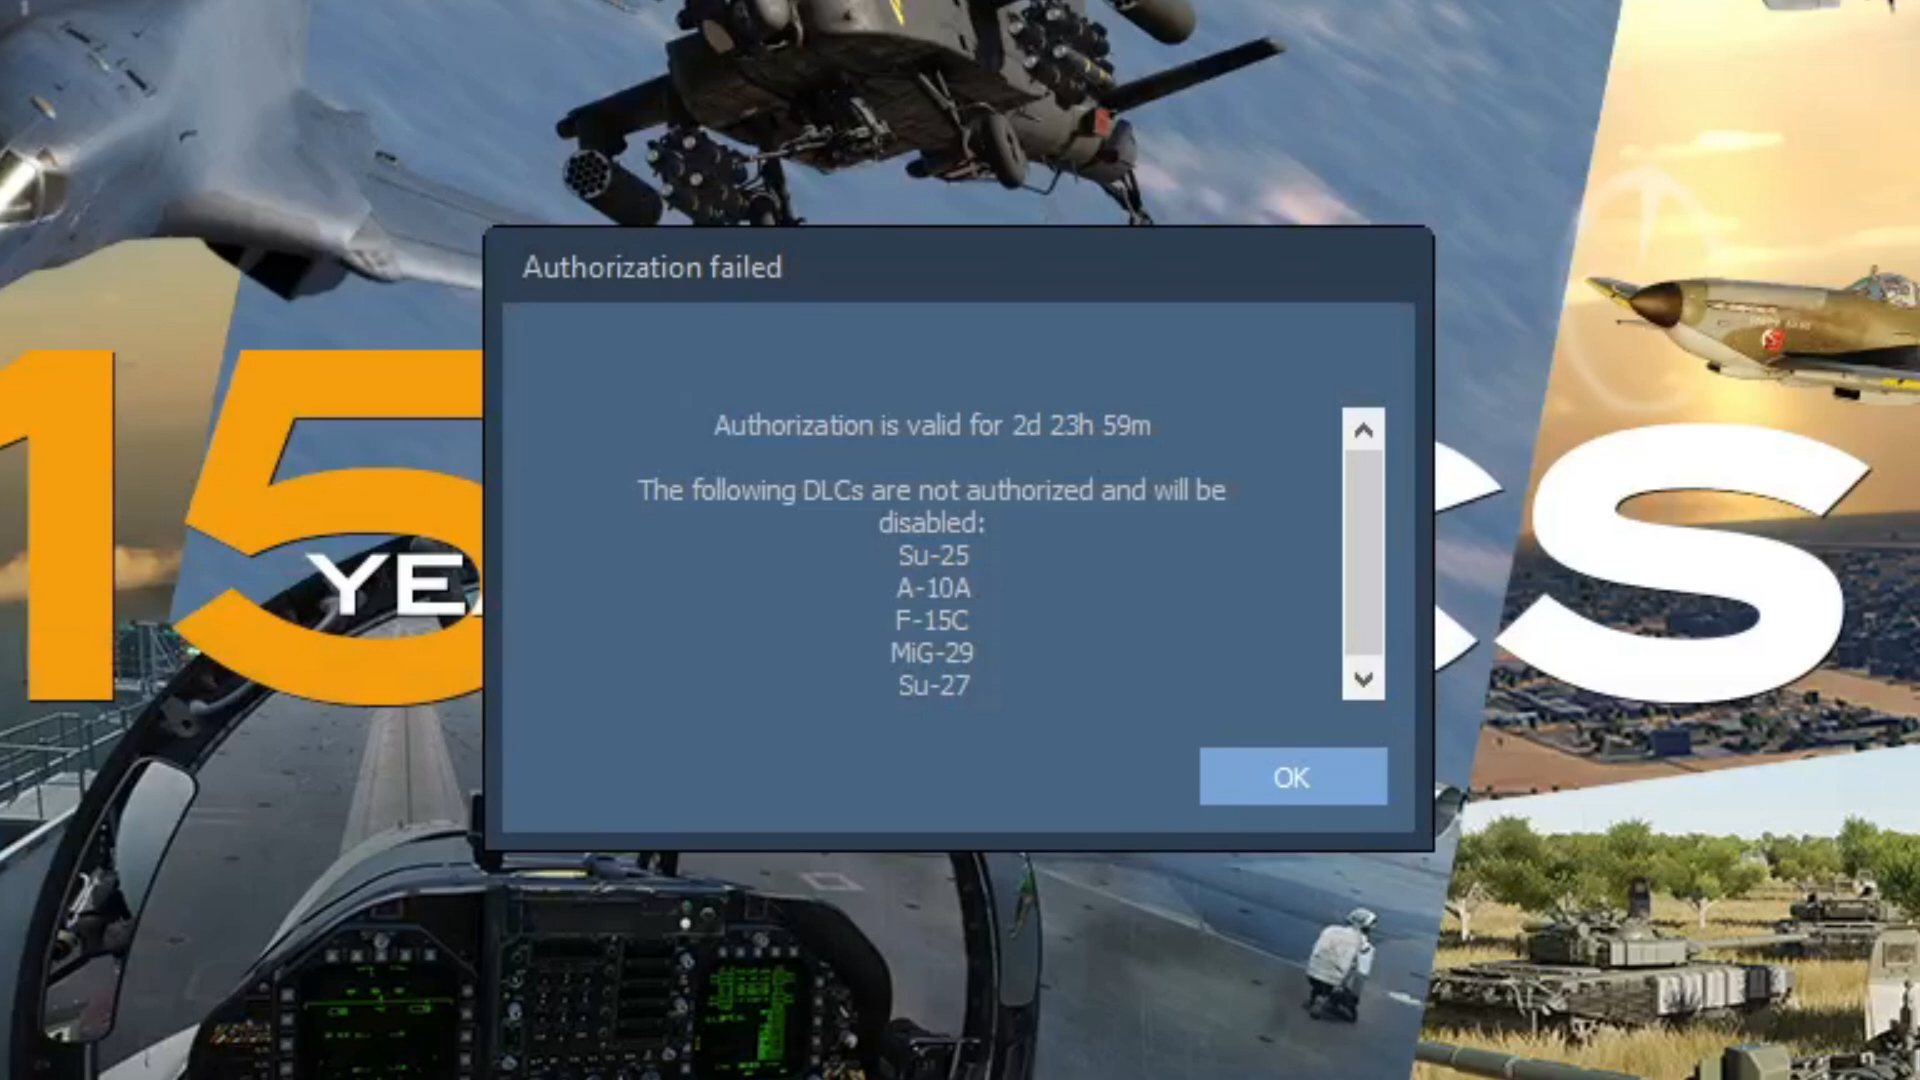 Authorization failed
Authorization is valid for 2d 23h 59m
The following DLCs are not authorized and will be
disabled:
Su-25
A-10A
F-15C
MiG-29
Su-27
OK
15
YE
S